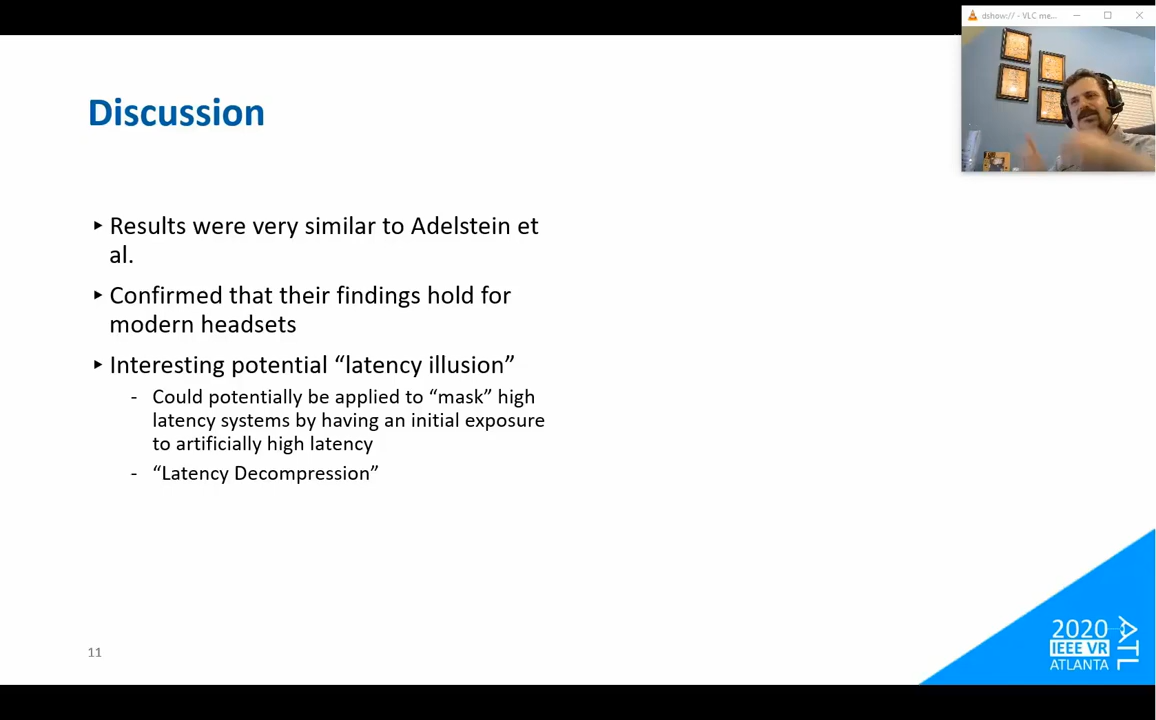 dshow:// - VLC me...
Discussion
Results were very similar to Adelstein et
al.
Confirmed that their findings hold for
modern headsets
Interesting potential “latency illusion”
- Could potentially be applied to “mask” high
latency systems by having an initial exposure
to artificially high latency
- “Latency Decompression”
11
2020
IEEE VR
ATLANTA
ATL